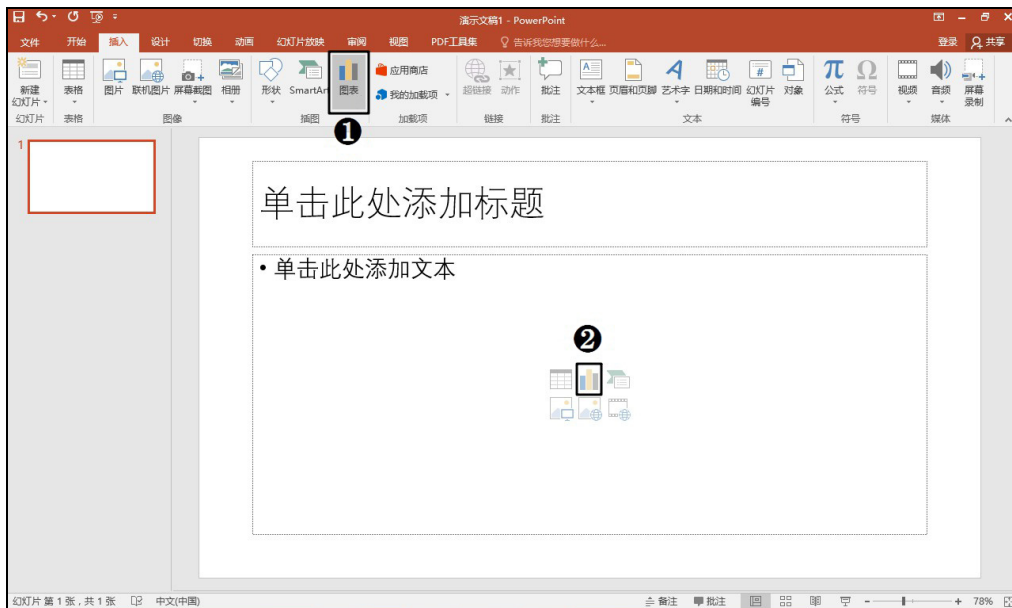 演示文稿1 - PowerPoint
文件 开始 插入 设计 切换 动画 幻灯片放映 审阅 视图 PDF工具集 告诉我您想要做什么... 登录 共享
新建 表格 图片 联机图片 屏幕截图 相册 形状 SmartArt 图表 应用商店 超链接 动作 批注 文本框 页眉和页脚 艺术字 日期和时间 幻灯片 对象 公式 符号 视频 音频 屏幕
幻灯片 我的加载项 编号 录制
幻灯片 表格 图像 插图 加载项 链接 批注 文本 符号 媒体
❶
1
单击此处添加标题
• 单击此处添加文本
❷
幻灯片 第 1 张，共 1 张 中文(中国) 备注 批注 78%